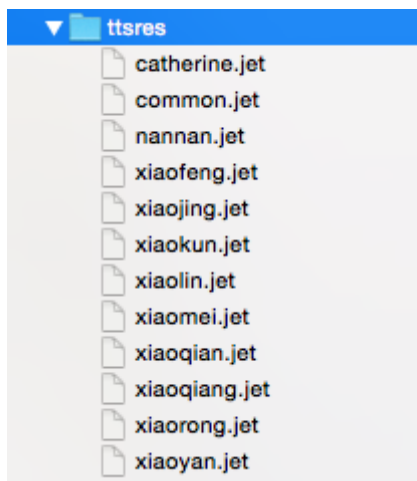 ttsres
catherine.jet
common.jet
nannan.jet
xiaofeng.jet
xiaojing.jet
xiaokun.jet
xiaolin.jet
xiaomei.jet
xiaoqian.jet
xiaoqiang.jet
xiaorong.jet
xiaoyan.jet